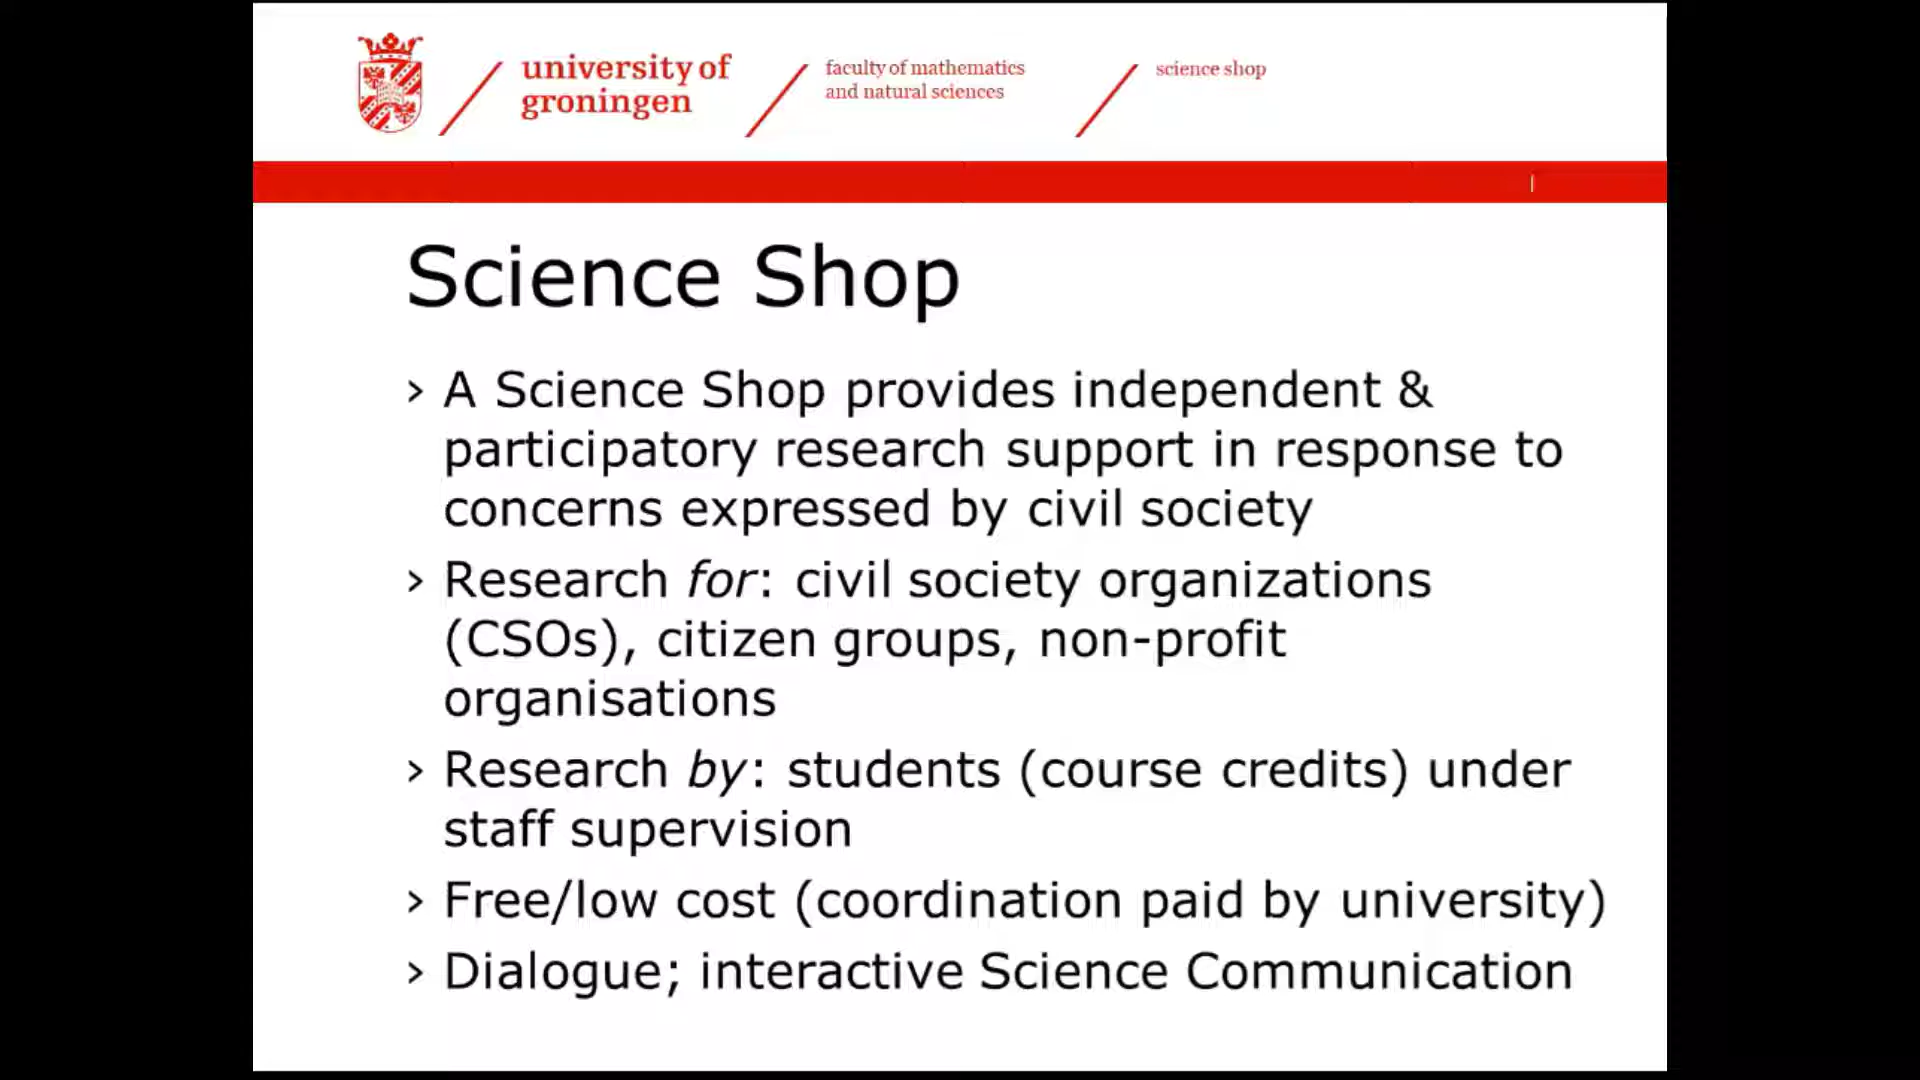 university of
groningen
faculty of mathematics
and natural sciences
science shop
Science Shop
› A Science Shop provides independent &
participatory research support in response to
concerns expressed by civil society
› Research for: civil society organizations
(CSOs), citizen groups, non-profit
organisations
› Research by: students (course credits) under
staff supervision
› Free/low cost (coordination paid by university)
› Dialogue; interactive Science Communication